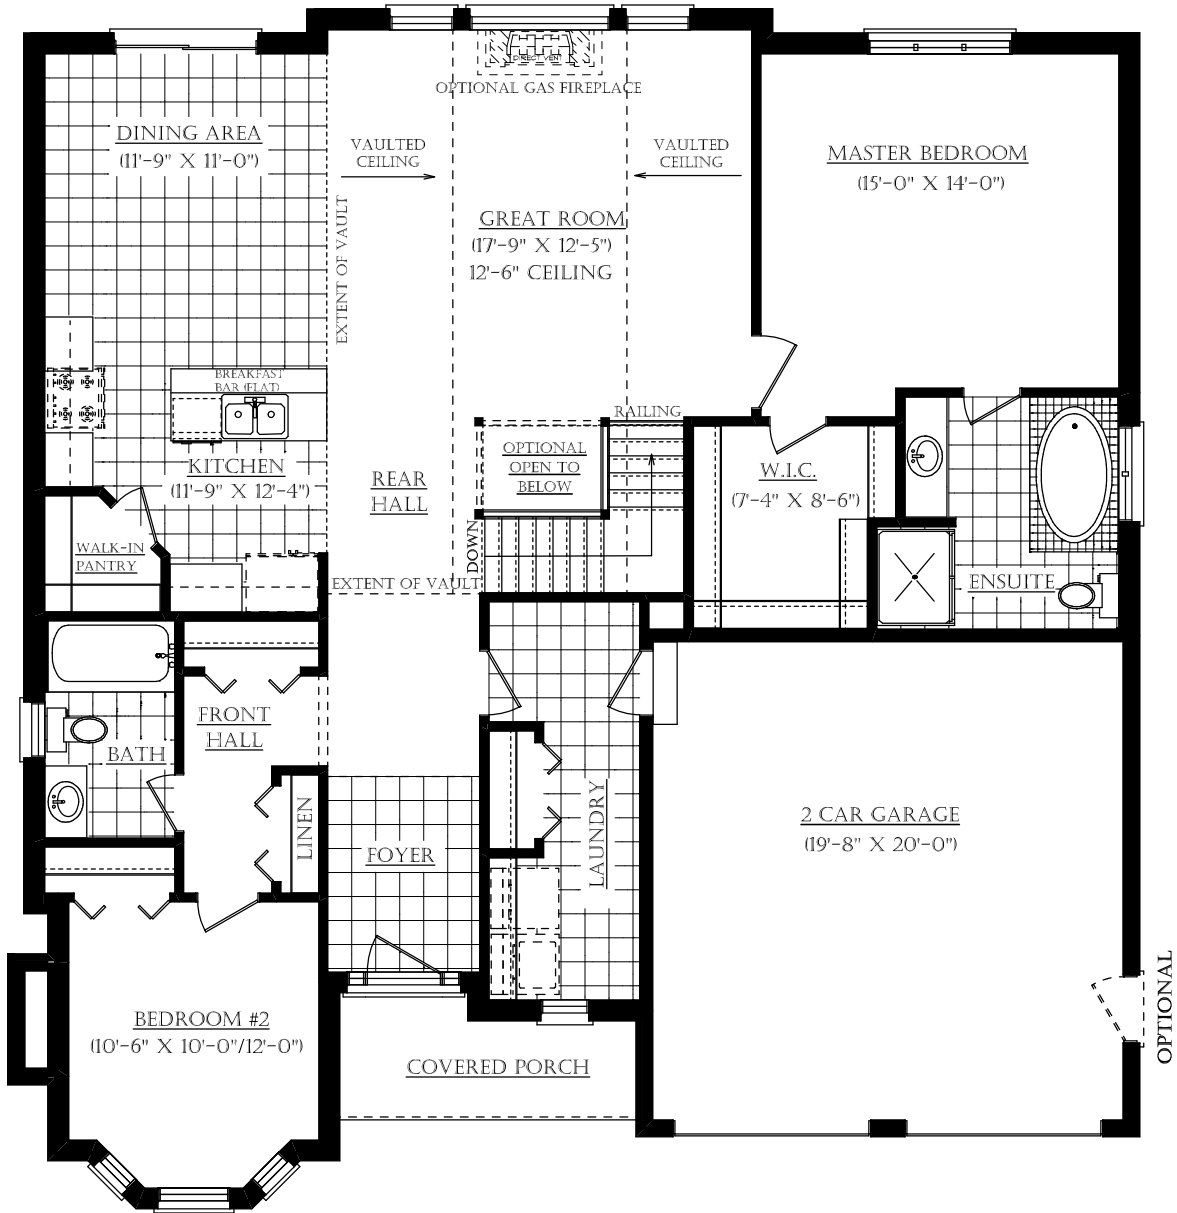 DIRECT VENT
OPTIONAL GAS FIREPLACE
DINING AREA
(11'-9" X 11'-0")
VAULTED
CEILING
VAULTED
CEILING
MASTER BEDROOM
(15'-0" X 14'-0")
EXTENT OF VAULT
GREAT ROOM
(17'-9" X 12'-5")
12'-6" CEILING
BREAKFAST
BAR (FLAT)
RAILING
KITCHEN
(11'-9" X 12'-4")
REAR
HALL
OPTIONAL
OPEN TO
BELOW
W.I.C.
(7'-4" X 8'-6")
WALK-IN
PANTRY
DOWN
EXTENT OF VAULT
ENSUITE
FRONT
HALL
BATH
LINEN
FOYER
LAUNDRY
2 CAR GARAGE
(19'-8" X 20'-0")
BEDROOM #2
(10'-6" X 10'-0"/12'-0")
COVERED PORCH
OPTIONAL